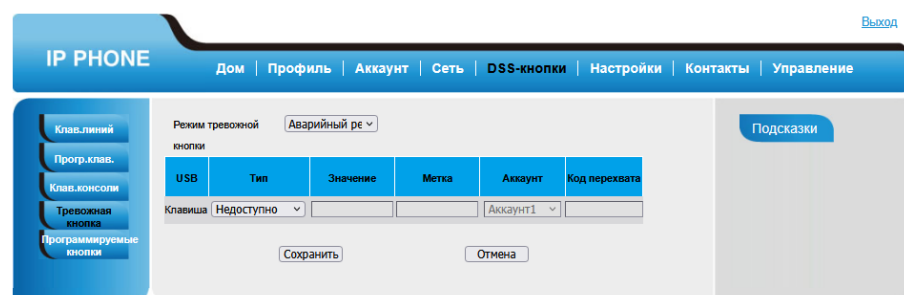 Выход
IP PHONE
Дом | Профиль | Аккаунт | Сеть | DSS-кнопки | Настройки | Контакты | Управление
Клав.линий
Прогр.клав.
Клав.консоли
Тревожная
кнопка
Программируемые
кнопки
Режим тревожной
кнопки
Аварийный ре
USB Тип Значение Метка Аккаунт Код перехвата
Клавиша Недоступно Аккаунт1
Сохранить Отмена
Подсказки